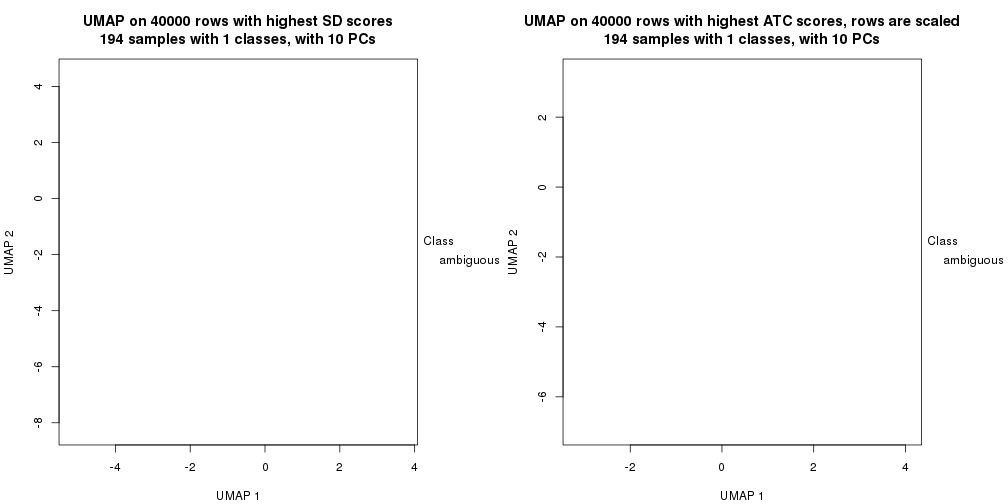 UMAP on 40000 rows with highest SD scores
194 samples with 1 classes, with 10 PCs
4
2
0
-2
-4
-6
-8
UMAP 2
-4 -2 0 2 4
UMAP 1
Class
ambiguous
UMAP on 40000 rows with highest ATC scores, rows are scaled
194 samples with 1 classes, with 10 PCs
2
0
-2
-4
-6
UMAP 2
-2 0 2 4
UMAP 1
Class
ambiguous